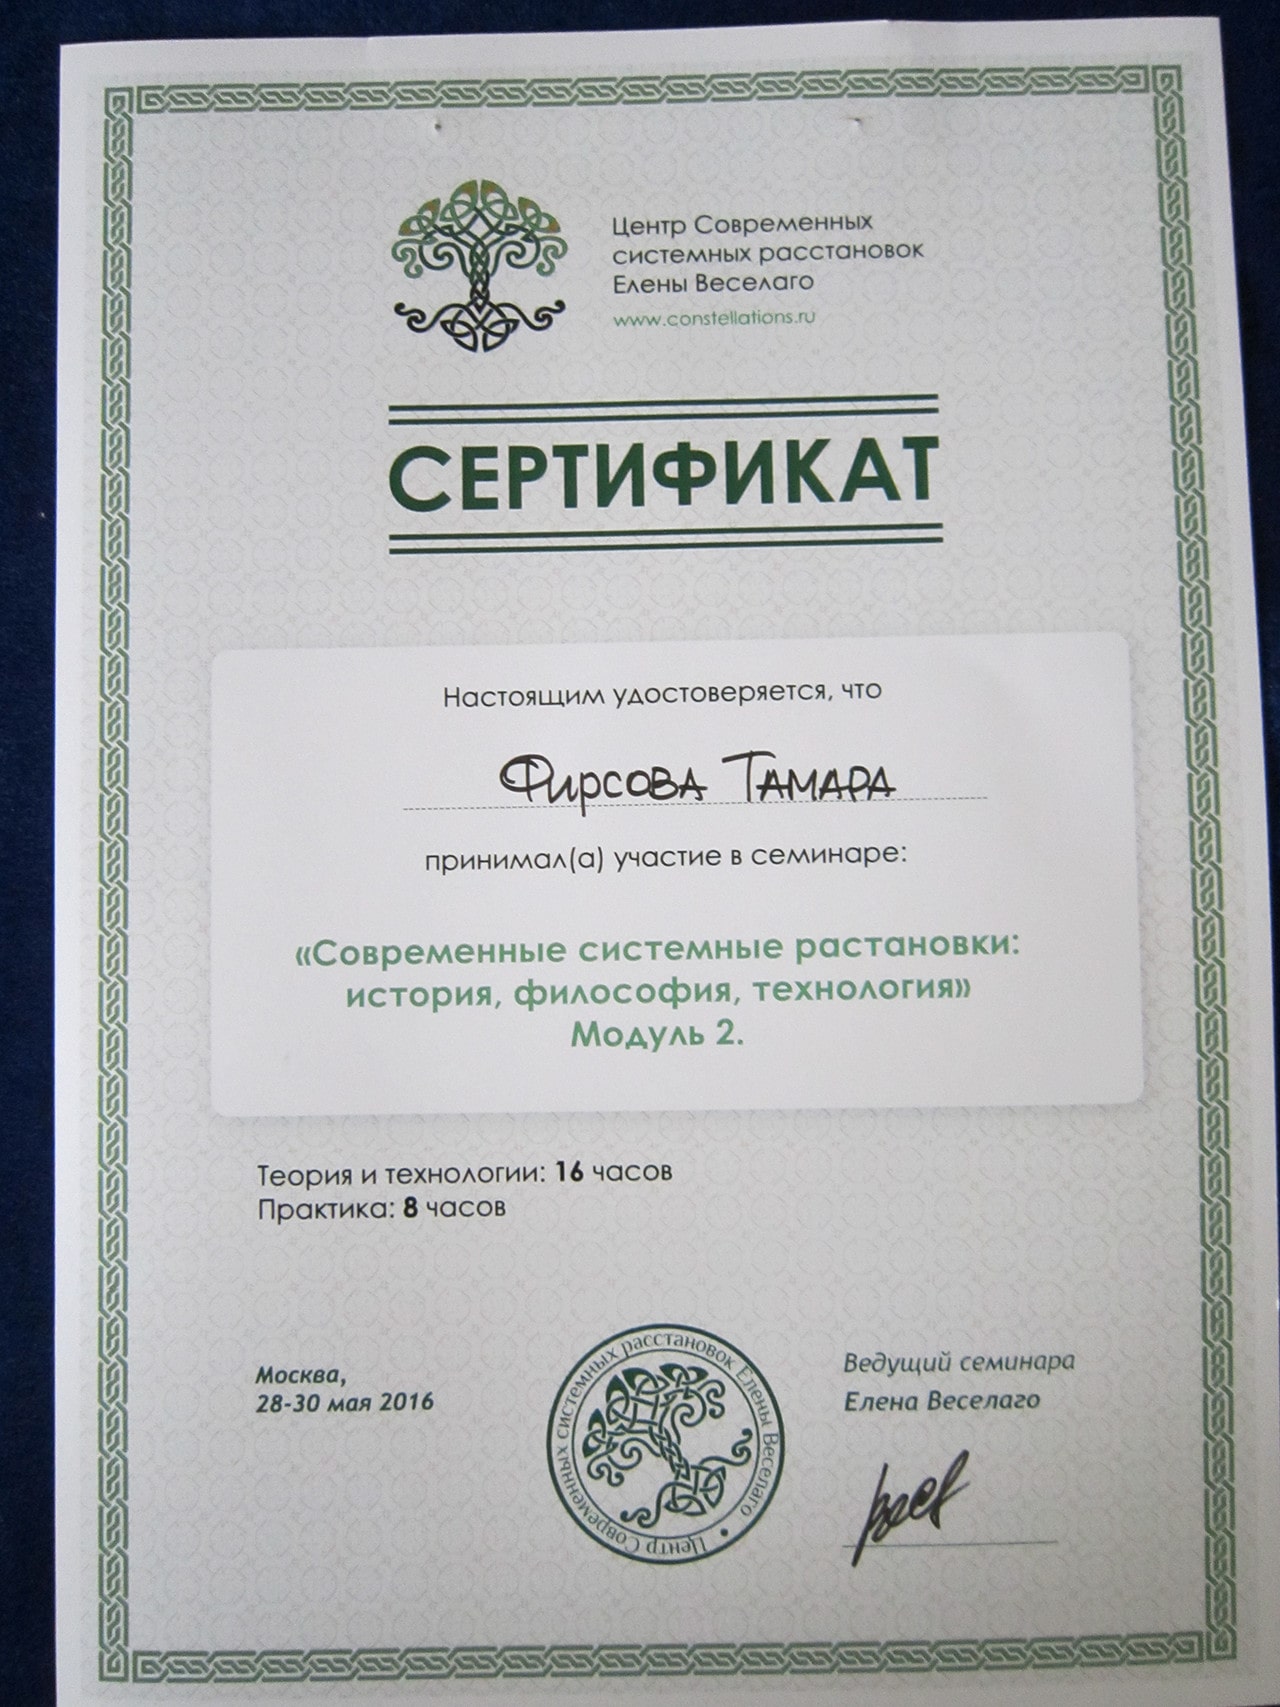 Центр Современных
системных расстановок
Елены Веселаго
www.constellations.ru
СЕРТИФИКАТ
Настоящим удостоверяется, что
Фирсова Тамара
принимал(а) участие в семинаре:
«Современные системные растановки:
история, философия, технология»
Модуль 2.
Теория и технологии: 16 часов
Практика: 8 часов
Москва,
28-30 мая 2016
Центр Современных системных расстановок Елены Веселаго •
Ведущий семинара
Елена Веселаго